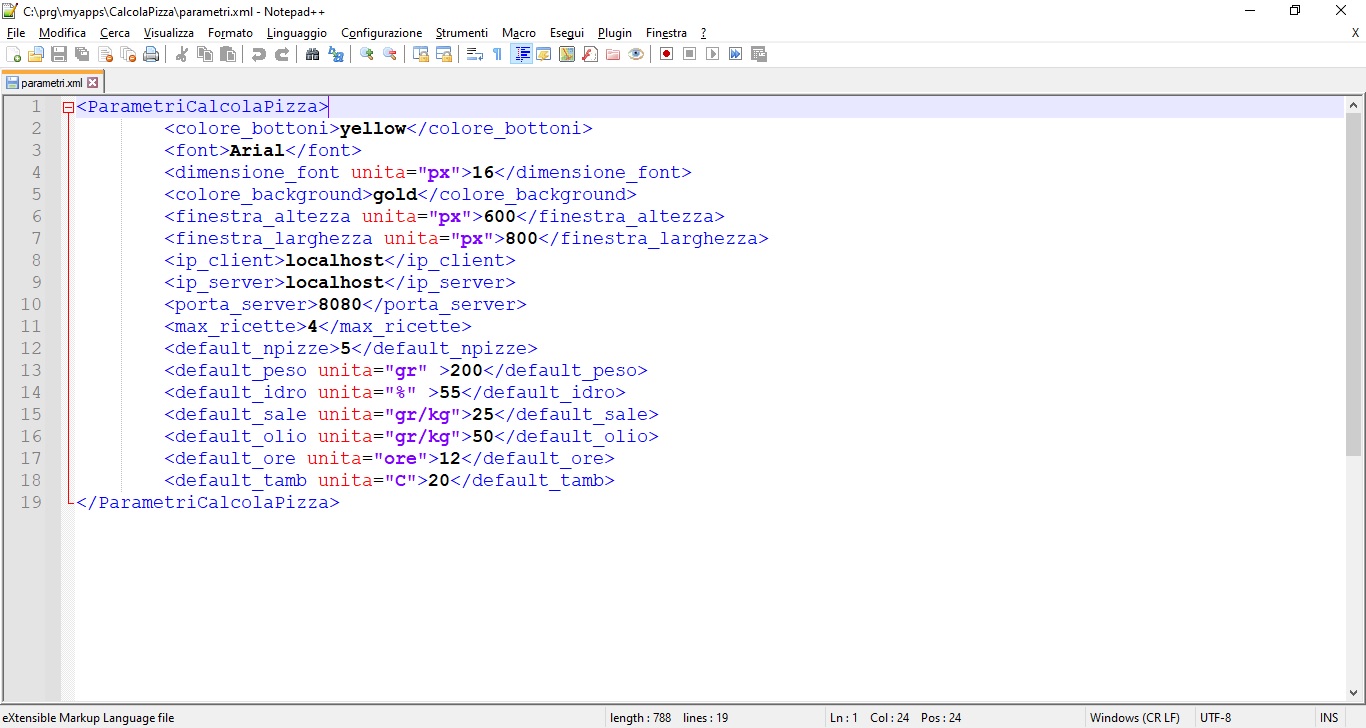 C:\prg\myapps\CalcolaPizza\parametri.xml - Notepad++
File Modifica Cerca Visualizza Formato Linguaggio Configurazione Strumenti Macro Esegui Plugin Finestra ? X
parametri.xml
1 <ParametriCalcolaPizza>
2 <colore_bottoni>yellow</colore_bottoni>
3 <font>Arial</font>
4 <dimensione_font unita="px">16</dimensione_font>
5 <colore_background>gold</colore_background>
6 <finestra_altezza unita="px">600</finestra_altezza>
7 <finestra_larghezza unita="px">800</finestra_larghezza>
8 <ip_client>localhost</ip_client>
9 <ip_server>localhost</ip_server>
10 <porta_server>8080</porta_server>
11 <max_ricette>4</max_ricette>
12 <default_npizze>5</default_npizze>
13 <default_peso unita="gr" >200</default_peso>
14 <default_idro unita="%" >55</default_idro>
15 <default_sale unita="gr/kg">25</default_sale>
16 <default_olio unita="gr/kg">50</default_olio>
17 <default_ore unita="ore">12</default_ore>
18 <default_tamb unita="C">20</default_tamb>
19 </ParametriCalcolaPizza>
eXtensible Markup Language file length : 788 lines : 19 Ln : 1 Col : 24 Pos : 24 Windows (CR LF) UTF-8 INS